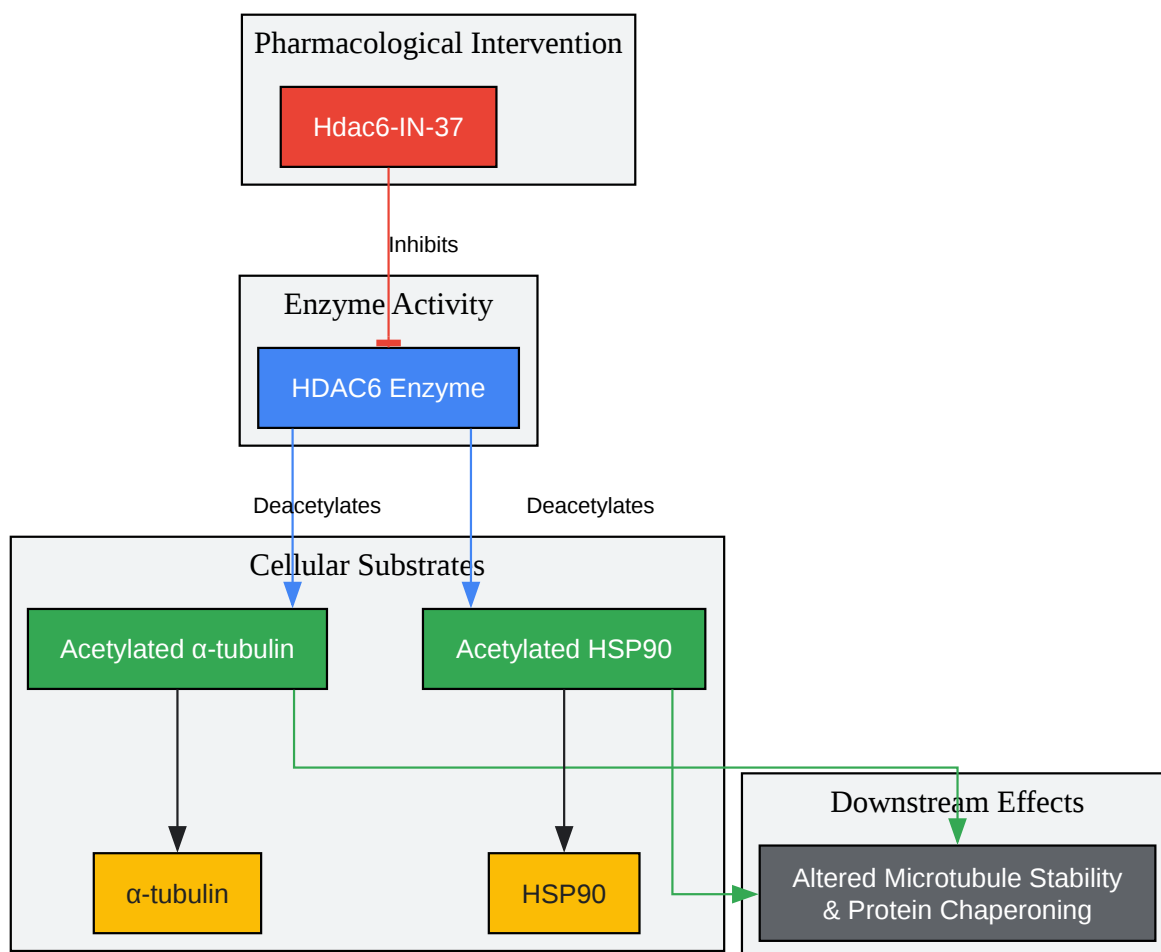 Pharmacological Intervention
Hdac6-IN-37
Inhibits
Enzyme Activity
HDAC6 Enzyme
Deacetylates
Deacetylates
Cellular Substrates
Acetylated α-tubulin
Acetylated HSP90
Downstream Effects
α-tubulin
HSP90
Altered Microtubule Stability
& Protein Chaperoning